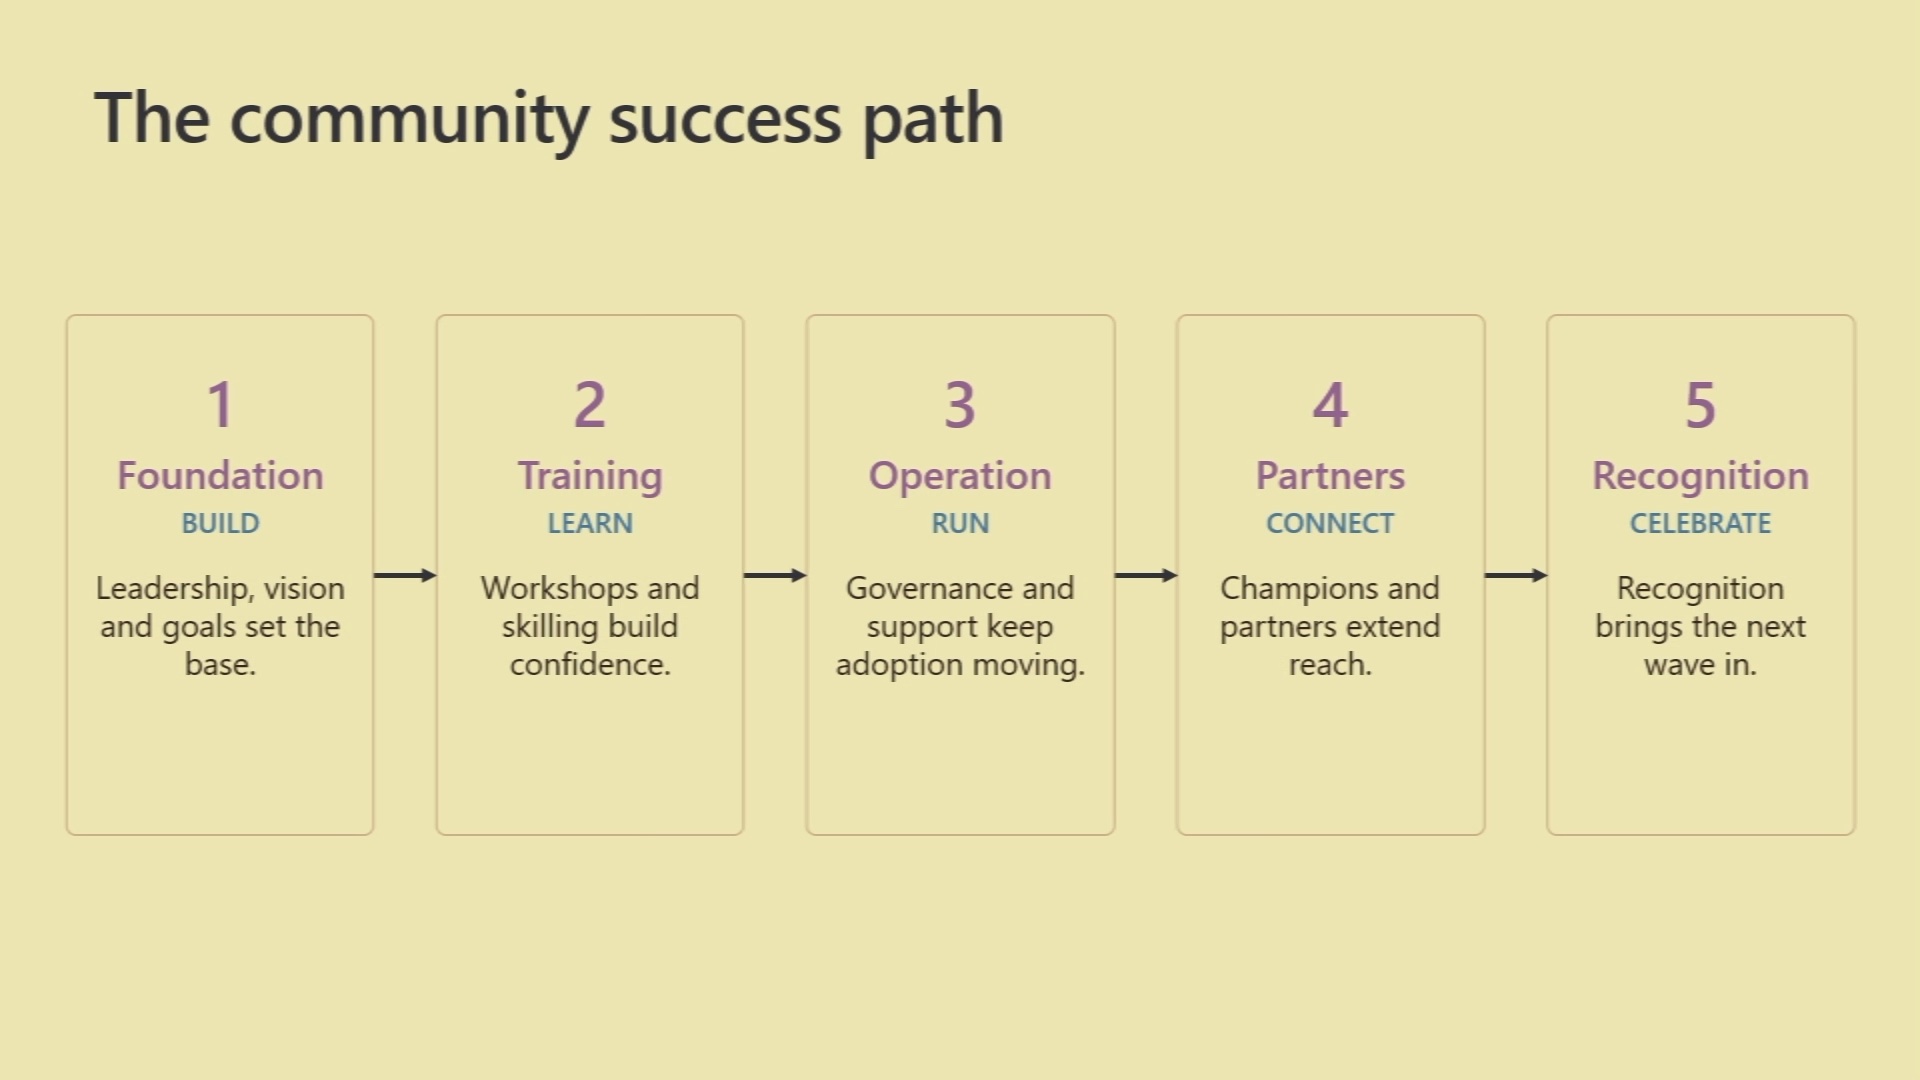 The community success path
1
Foundation
BUILD
Leadership, vision
and goals set the
base.
2
Training
LEARN
Workshops and
skilling build
confidence.
3
Operation
RUN
Governance and
support keep
adoption moving.
4
Partners
CONNECT
Champions and
partners extend
reach.
5
Recognition
CELEBRATE
Recognition
brings the next
wave in.